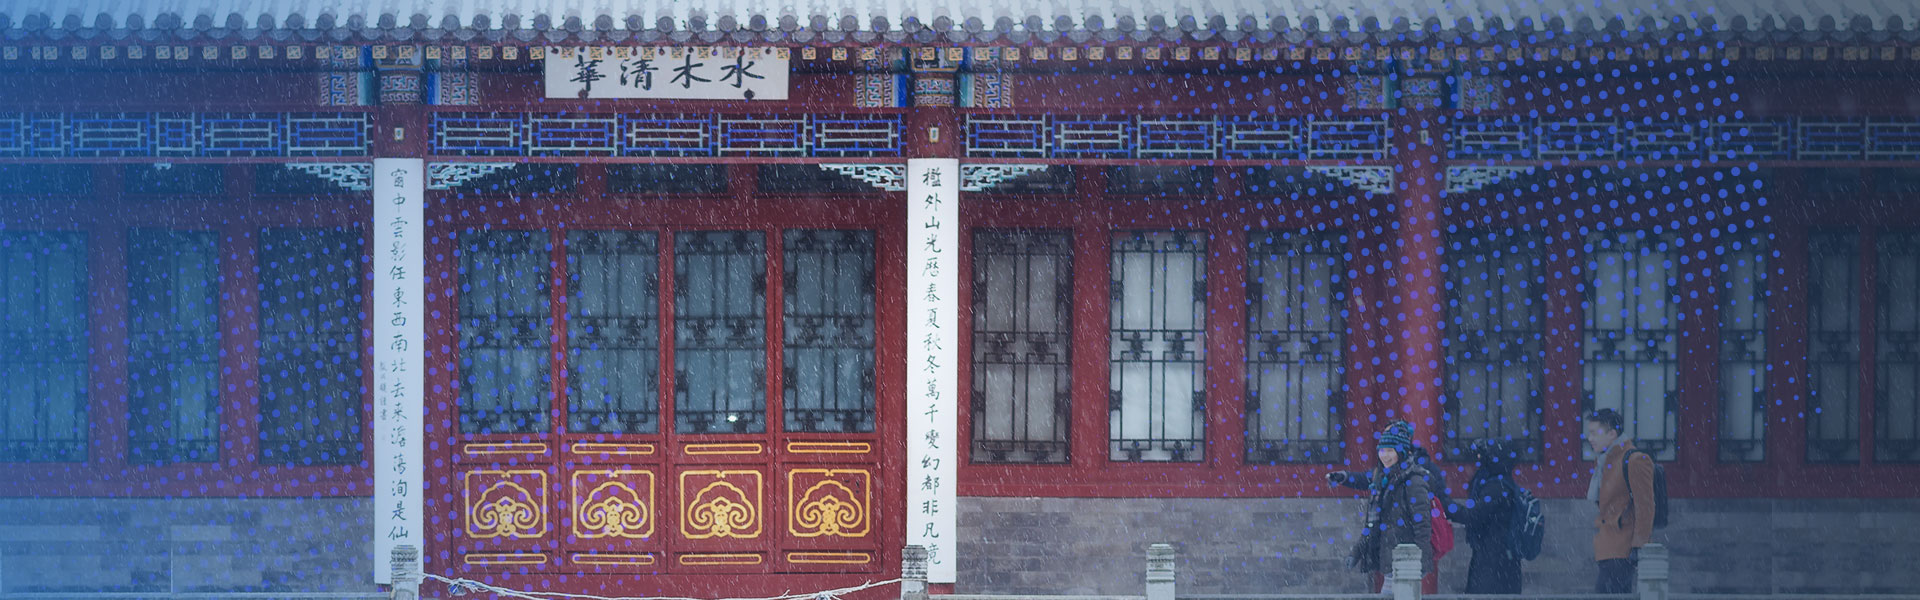 水木清華
檻外山光歷春夏秋冬萬千變幻都非凡境
窗中雲影任東西南北去來澹蕩洵是仙